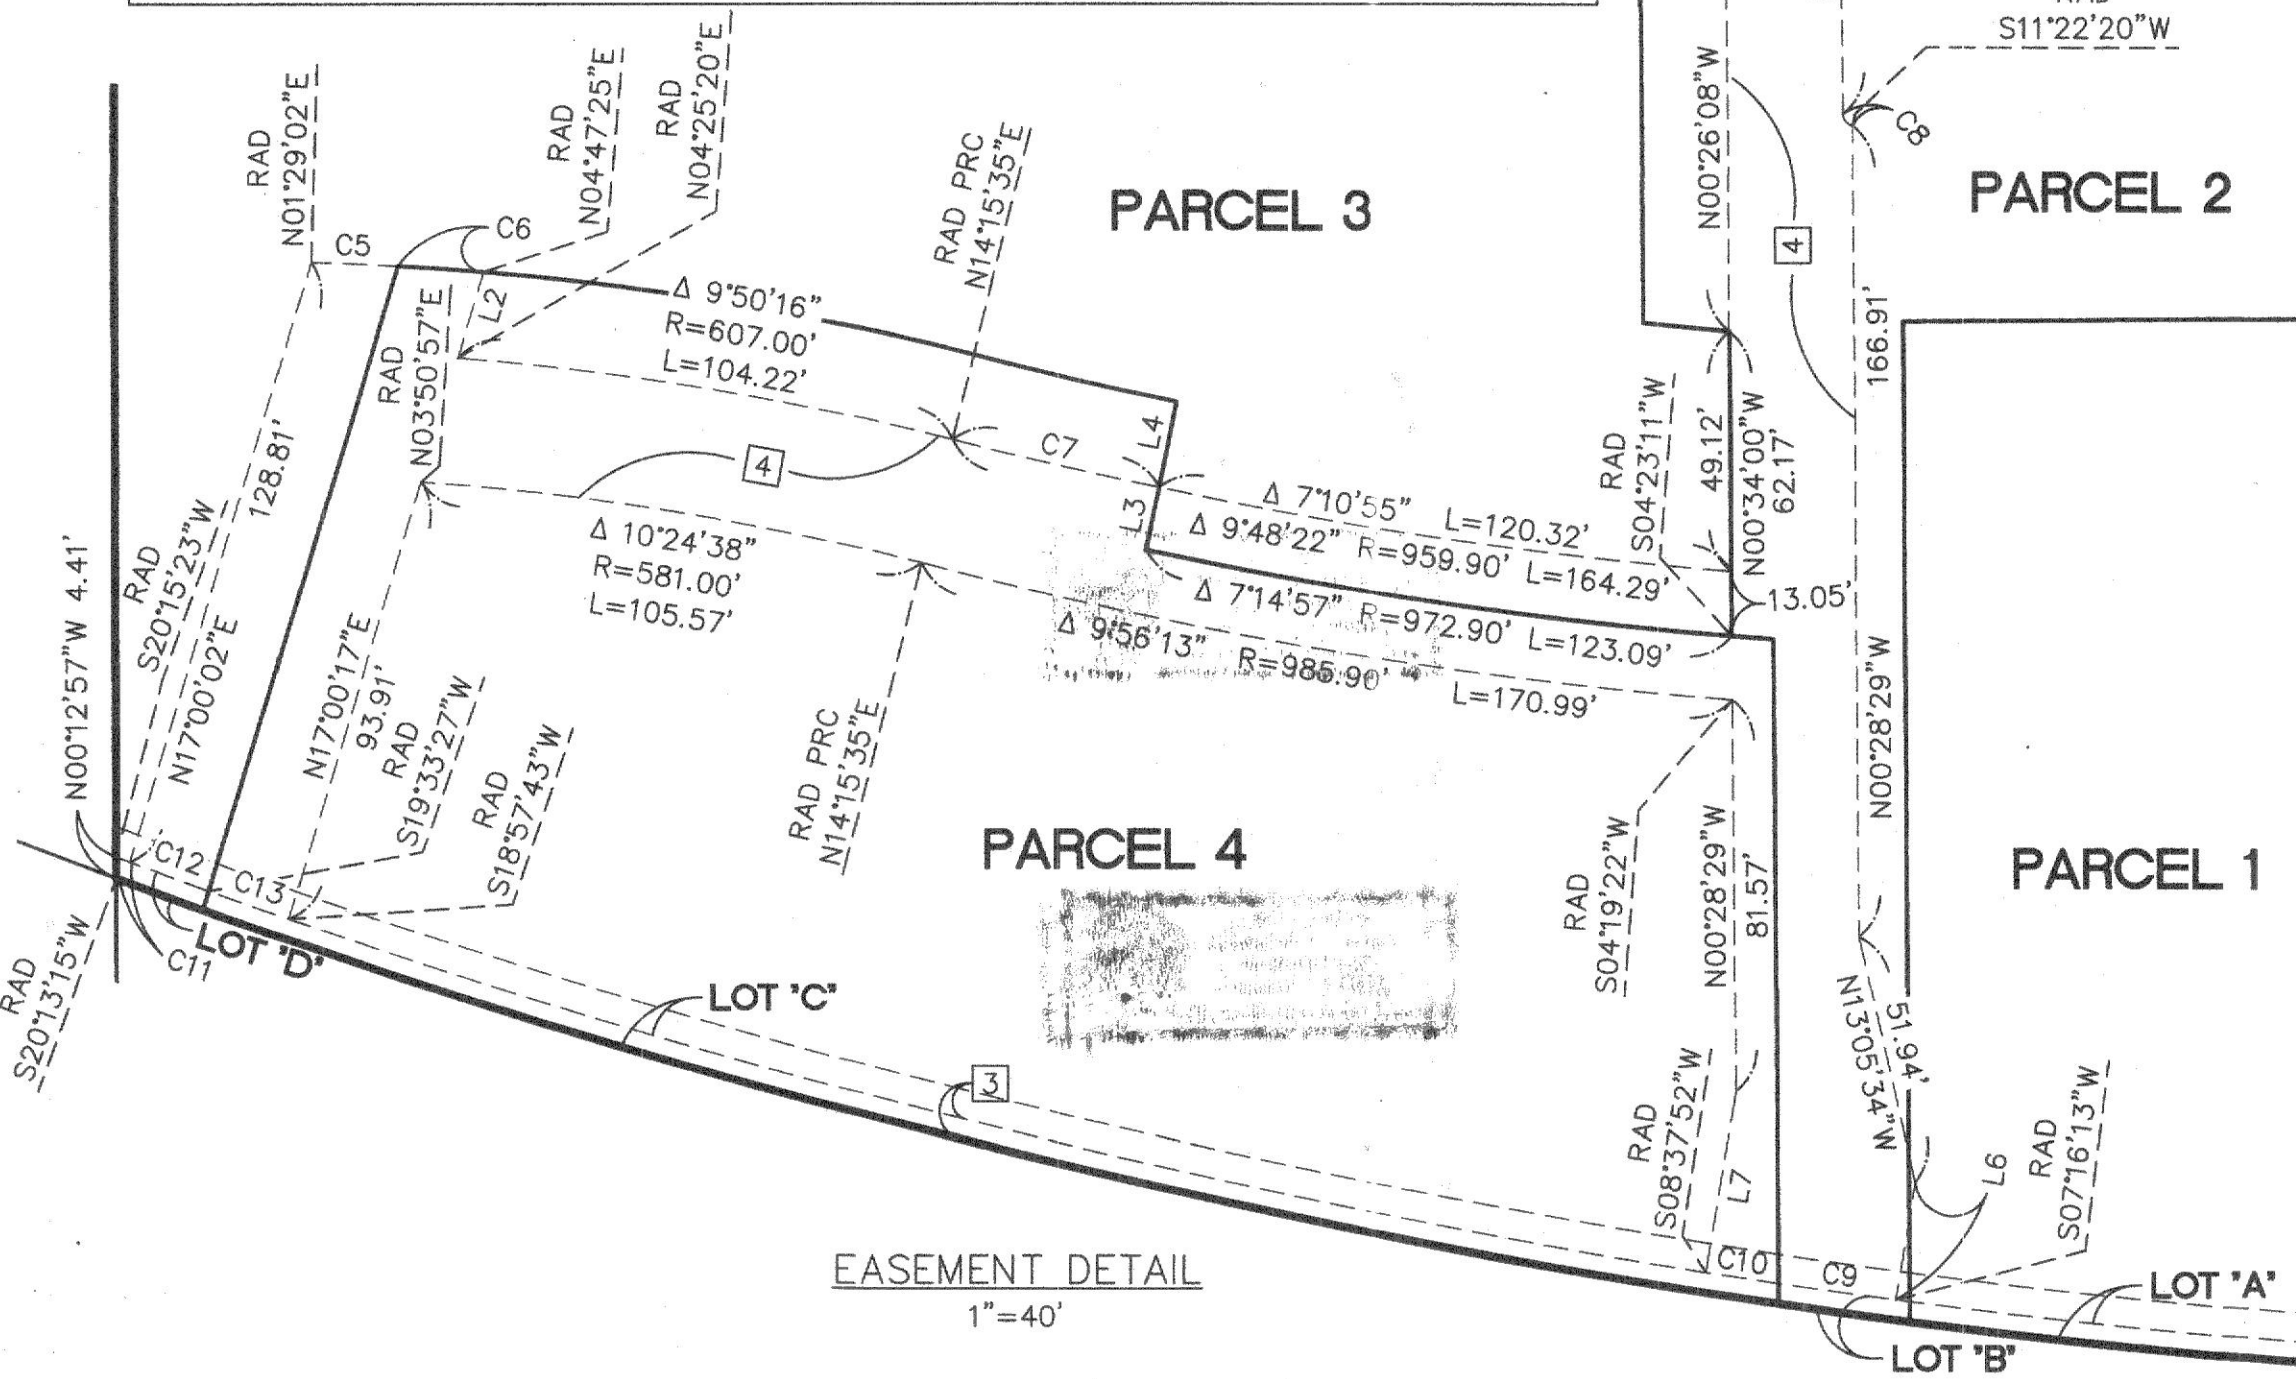 S11°22'20"W
RAD
N01°29'02"E
RAD
N04°47'25"E
RAD
N04°25'20"E
RAD PRC
N14°15'35"E
PARCEL 3
N00°26'08"W
C8
PARCEL 2
C5
C6
L2
4
Δ 9°50'16"
R=607.00'
L=104.22'
RAD
N03°50'57"E
166.91'
L4
C7
4
L3
128.81'
RAD
S04°23'11"W
49.12'
N00°34'00"W
62.17'
Δ 7°10'55" L=120.32'
Δ 9°48'22" R=959.90' L=164.29'
Δ 7°14'57" R=972.90' L=123.09'
Δ 9°56'13" R=985.90' L=170.99'
13.05'
Δ 10°24'38"
R=581.00'
L=105.57'
N00°12'57"W 4.41'
RAD
S20°15'23"W
N17°00'02"E
N17°00'17"E
93.91'
RAD
S19°33'27"W
RAD
S18°57'43"W
RAD PRC
N14°15'35"E
N00°28'29"W
PARCEL 4
RAD
S04°19'22"W
N00°28'29"W
81.57'
PARCEL 1
C12
C13
LOT "D"
C11
RAD
S20°13'15"W
LOT "C"
3
51.94'
N13°05'34"W
RAD
S08°37'52"W
L7
L6
RAD
S07°16'13"W
C10
C9
LOT "A"
LOT "B"
EASEMENT DETAIL
1"=40'